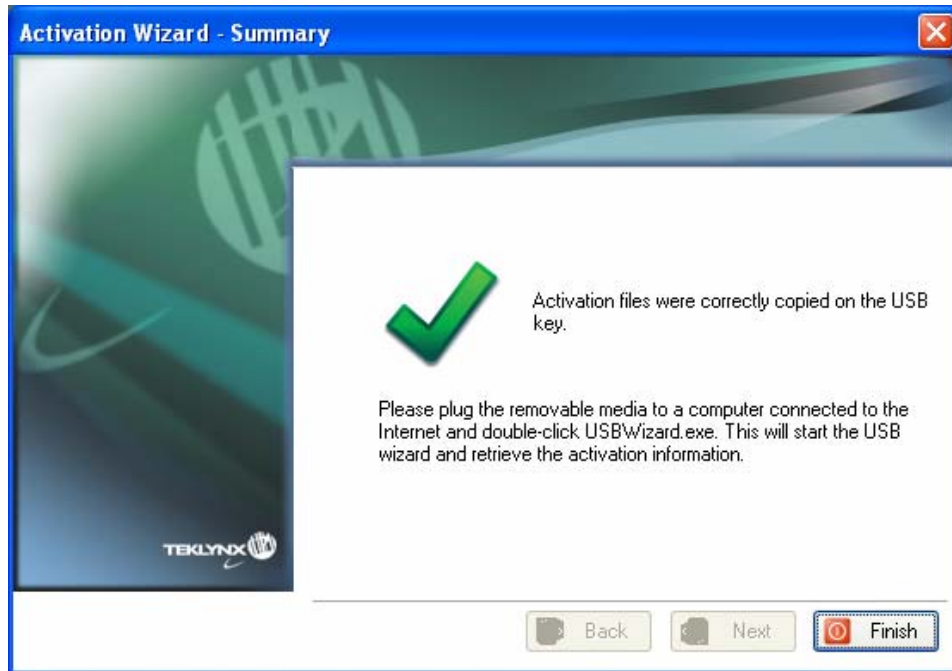 Activation Wizard - Summary
Activation files were correctly copied on the USB
key.
Please plug the removable media to a computer connected to the
Internet and double-click USBWizard.exe. This will start the USB
wizard and retrieve the activation information.
TEKLYNX
Back
Next
Finish